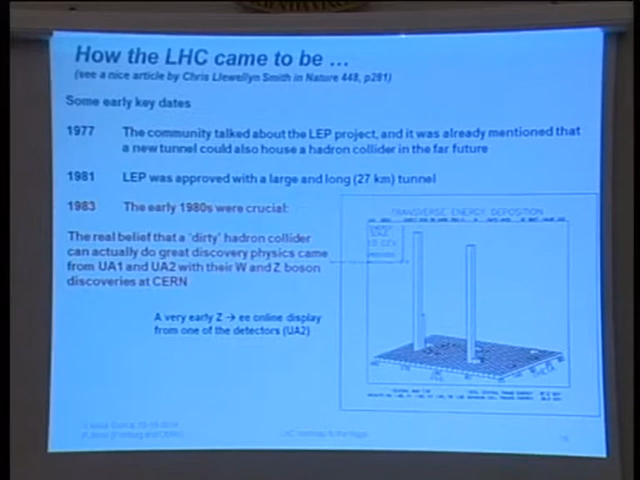 How the LHC came to be ...
(see a nice article by Chris Llewellyn Smith in Nature 448, p281)
Some early key dates
1977 The community talked about the LEP project, and it was already mentioned that
a new tunnel could also house a hadron collider in the far future
1981 LEP was approved with a large and long (27 km) tunnel
1983 The early 1980s were crucial:
The real belief that a 'dirty' hadron collider
can actually do great discovery physics came
from UA1 and UA2 with their W and Z boson
discoveries at CERN
TRANSVERSE ENERGY DEPOSITION
A very early Z → ee online display
from one of the detectors (UA2)